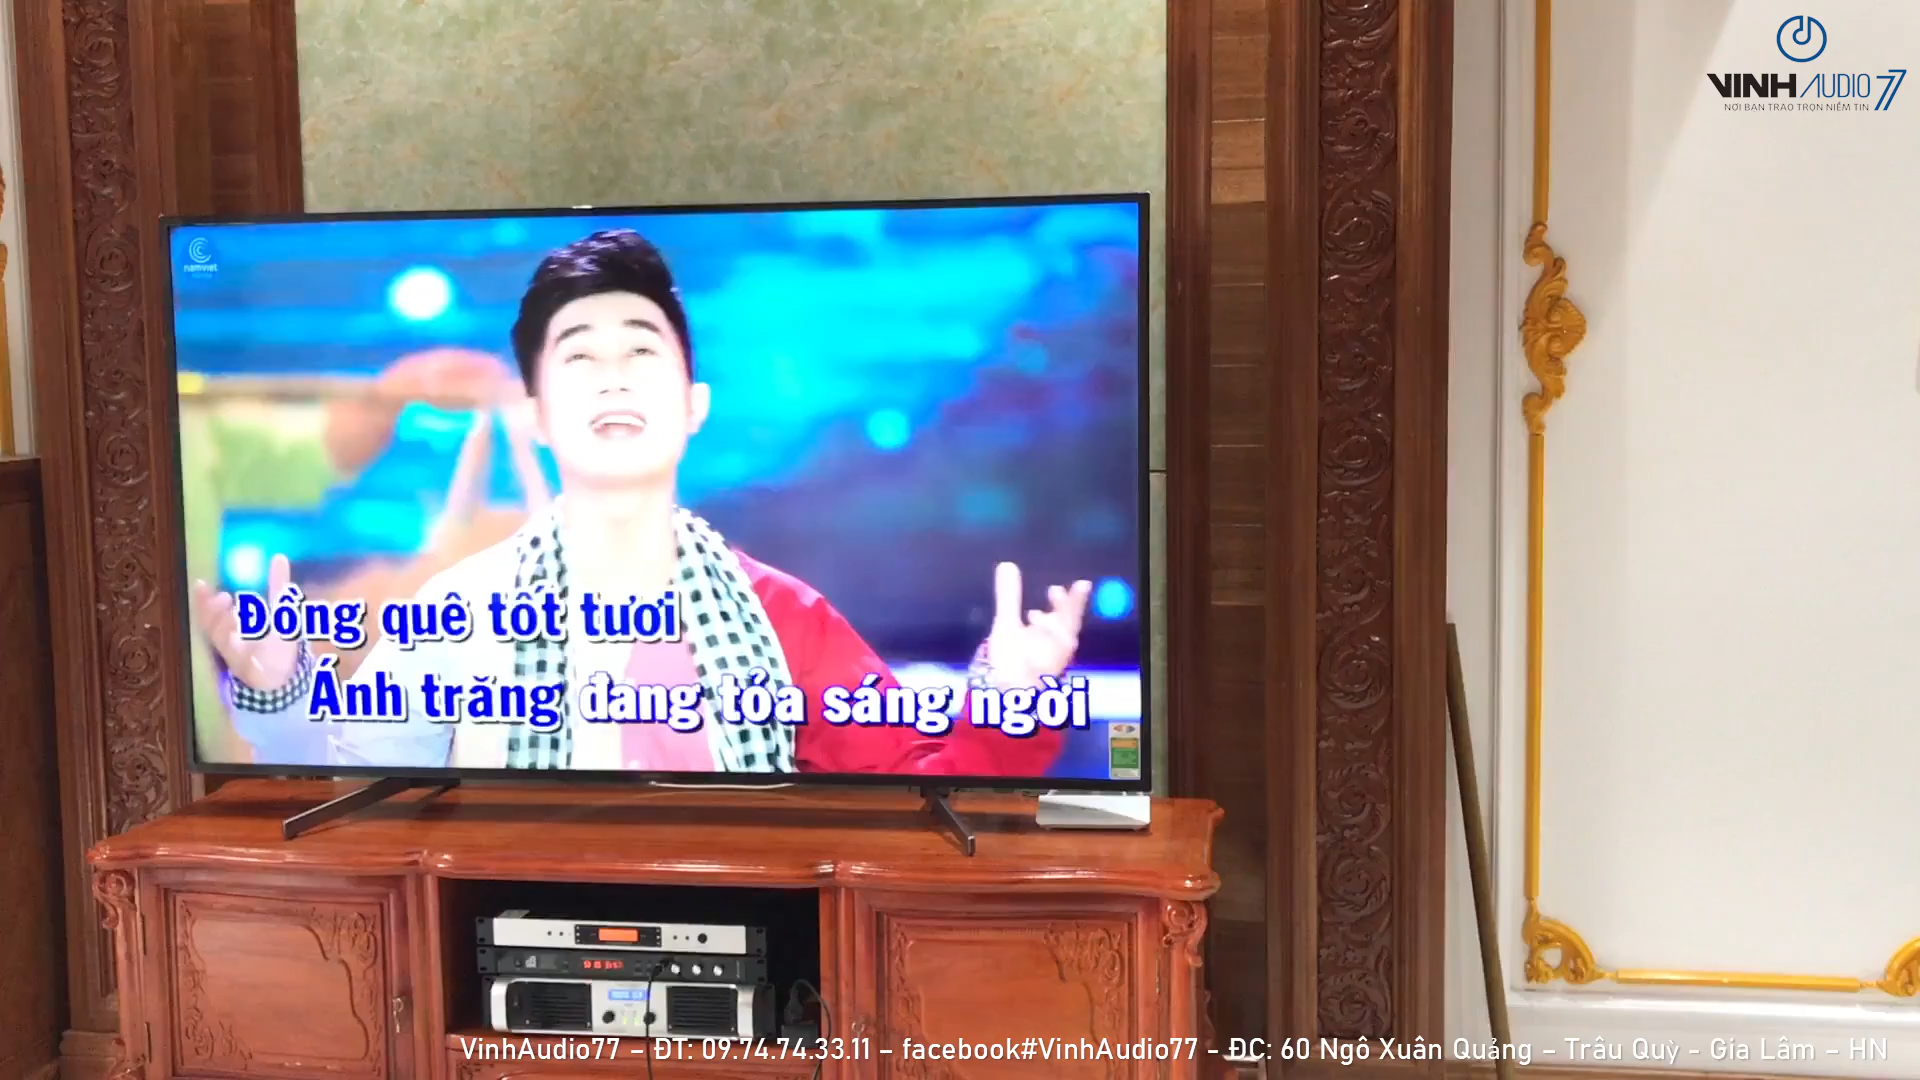 VINH AUDIO 77
NƠI BẠN TRAO TRỌN NIỀM TIN
namviet
Đồng quê tốt tươi
Ánh trăng đang tỏa sáng ngời
VinhAudio77 – ĐT: 09.74.74.33.11 – facebook#VinhAudio77 - ĐC: 60 Ngô Xuân Quảng – Trâu Quỳ - Gia Lâm – HN